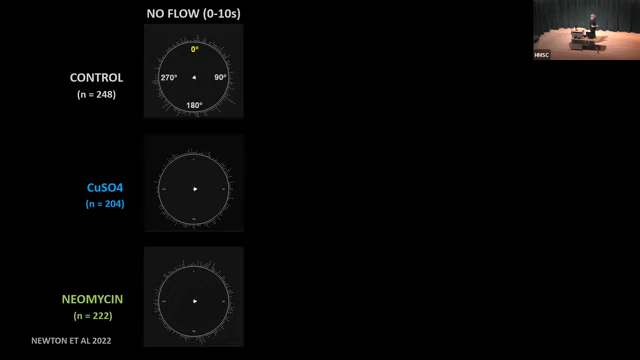 NO FLOW (0-10s)
0°
CONTROL
(n = 248)
270°
90°
180°
CuSO4
(n = 204)
NEOMYCIN
(n = 222)
NEWTON ET AL 2022
HMSC